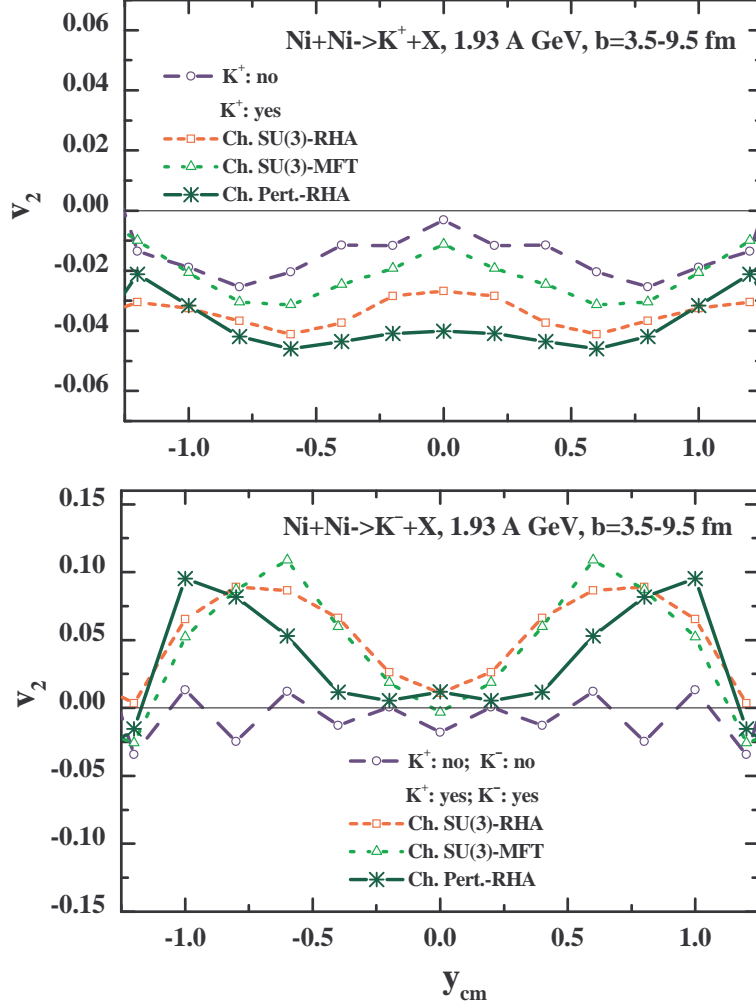 Ni+Ni->K⁺+X, 1.93 A GeV, b=3.5-9.5 fm
K⁺: no
K⁺: yes
Ch. SU(3)-RHA
Ch. SU(3)-MFT
Ch. Pert.-RHA
0.06
0.04
0.02
0.00
-0.02
-0.04
-0.06
v₂
-1.0 -0.5 0.0 0.5 1.0
Ni+Ni->K⁻+X, 1.93 A GeV, b=3.5-9.5 fm
0.15
0.10
0.05
0.00
-0.05
-0.10
-0.15
v₂
K⁺: no; K⁻: no
K⁺: yes; K⁻: yes
Ch. SU(3)-RHA
Ch. SU(3)-MFT
Ch. Pert.-RHA
-1.0 -0.5 0.0 0.5 1.0
y_cm